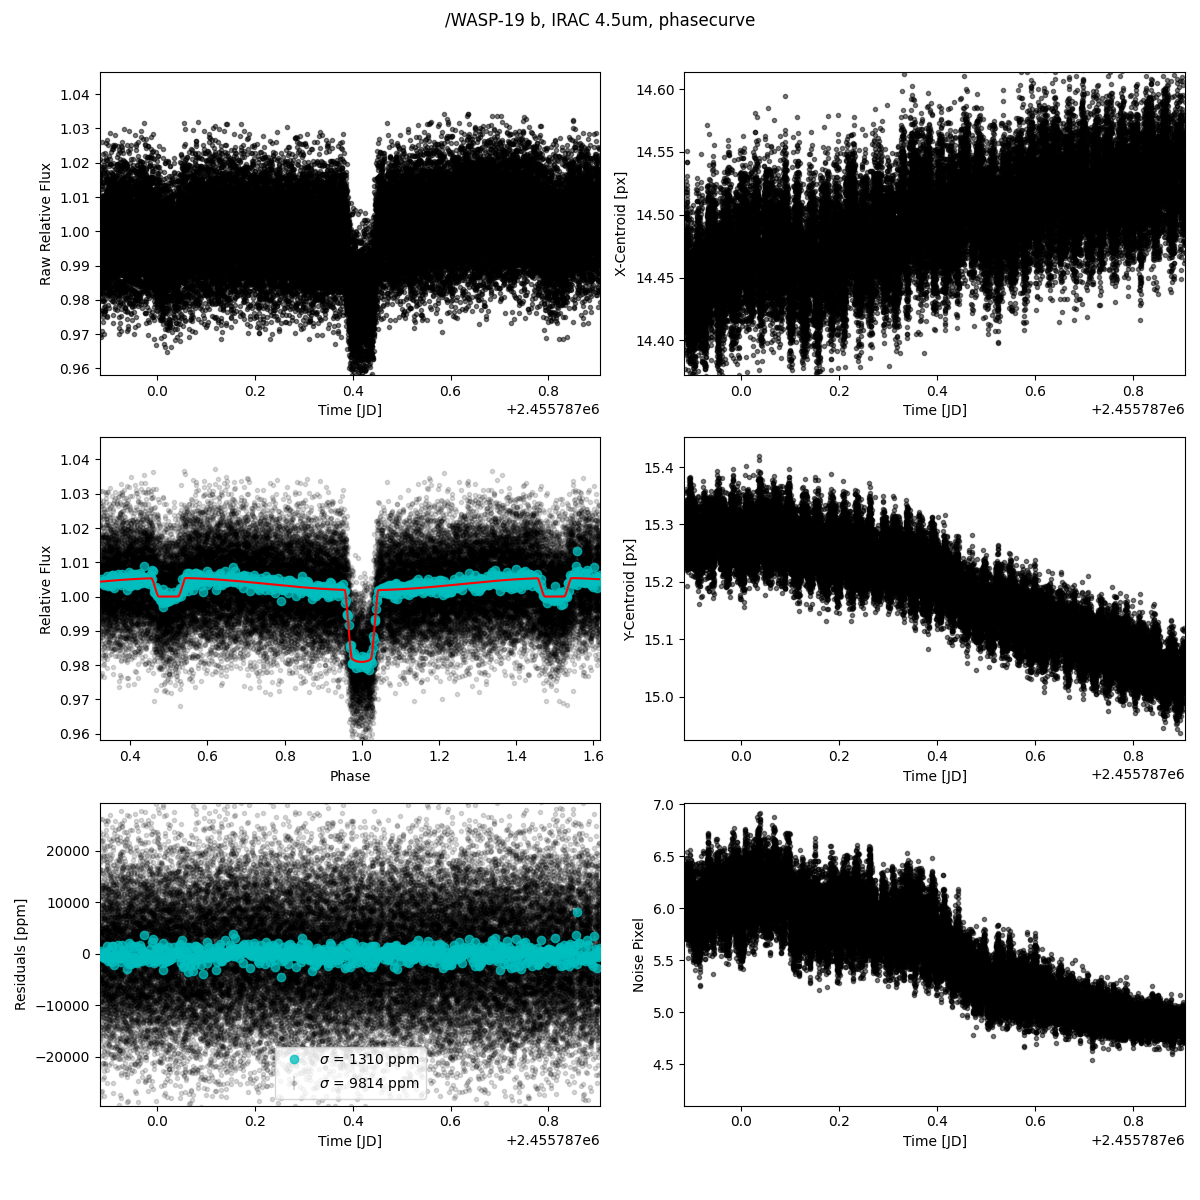 /WASP-19 b, IRAC 4.5um, phasecurve
Raw Relative Flux
1.04
1.03
1.02
1.01
1.00
0.99
0.98
0.97
0.96
0.0 0.2 0.4 0.6 0.8
Time [JD]
+2.455787e6
X-Centroid [px]
14.60
14.55
14.50
14.45
14.40
0.0 0.2 0.4 0.6 0.8
Time [JD]
+2.455787e6
Relative Flux
1.04
1.03
1.02
1.01
1.00
0.99
0.98
0.97
0.96
0.4 0.6 0.8 1.0 1.2 1.4 1.6
Phase
Y-Centroid [px]
15.4
15.3
15.2
15.1
15.0
0.0 0.2 0.4 0.6 0.8
Time [JD]
+2.455787e6
Residuals [ppm]
20000
10000
0
−10000
−20000
σ = 1310 ppm
σ = 9814 ppm
0.0 0.2 0.4 0.6 0.8
Time [JD]
+2.455787e6
Noise Pixel
7.0
6.5
6.0
5.5
5.0
4.5
0.0 0.2 0.4 0.6 0.8
Time [JD]
+2.455787e6